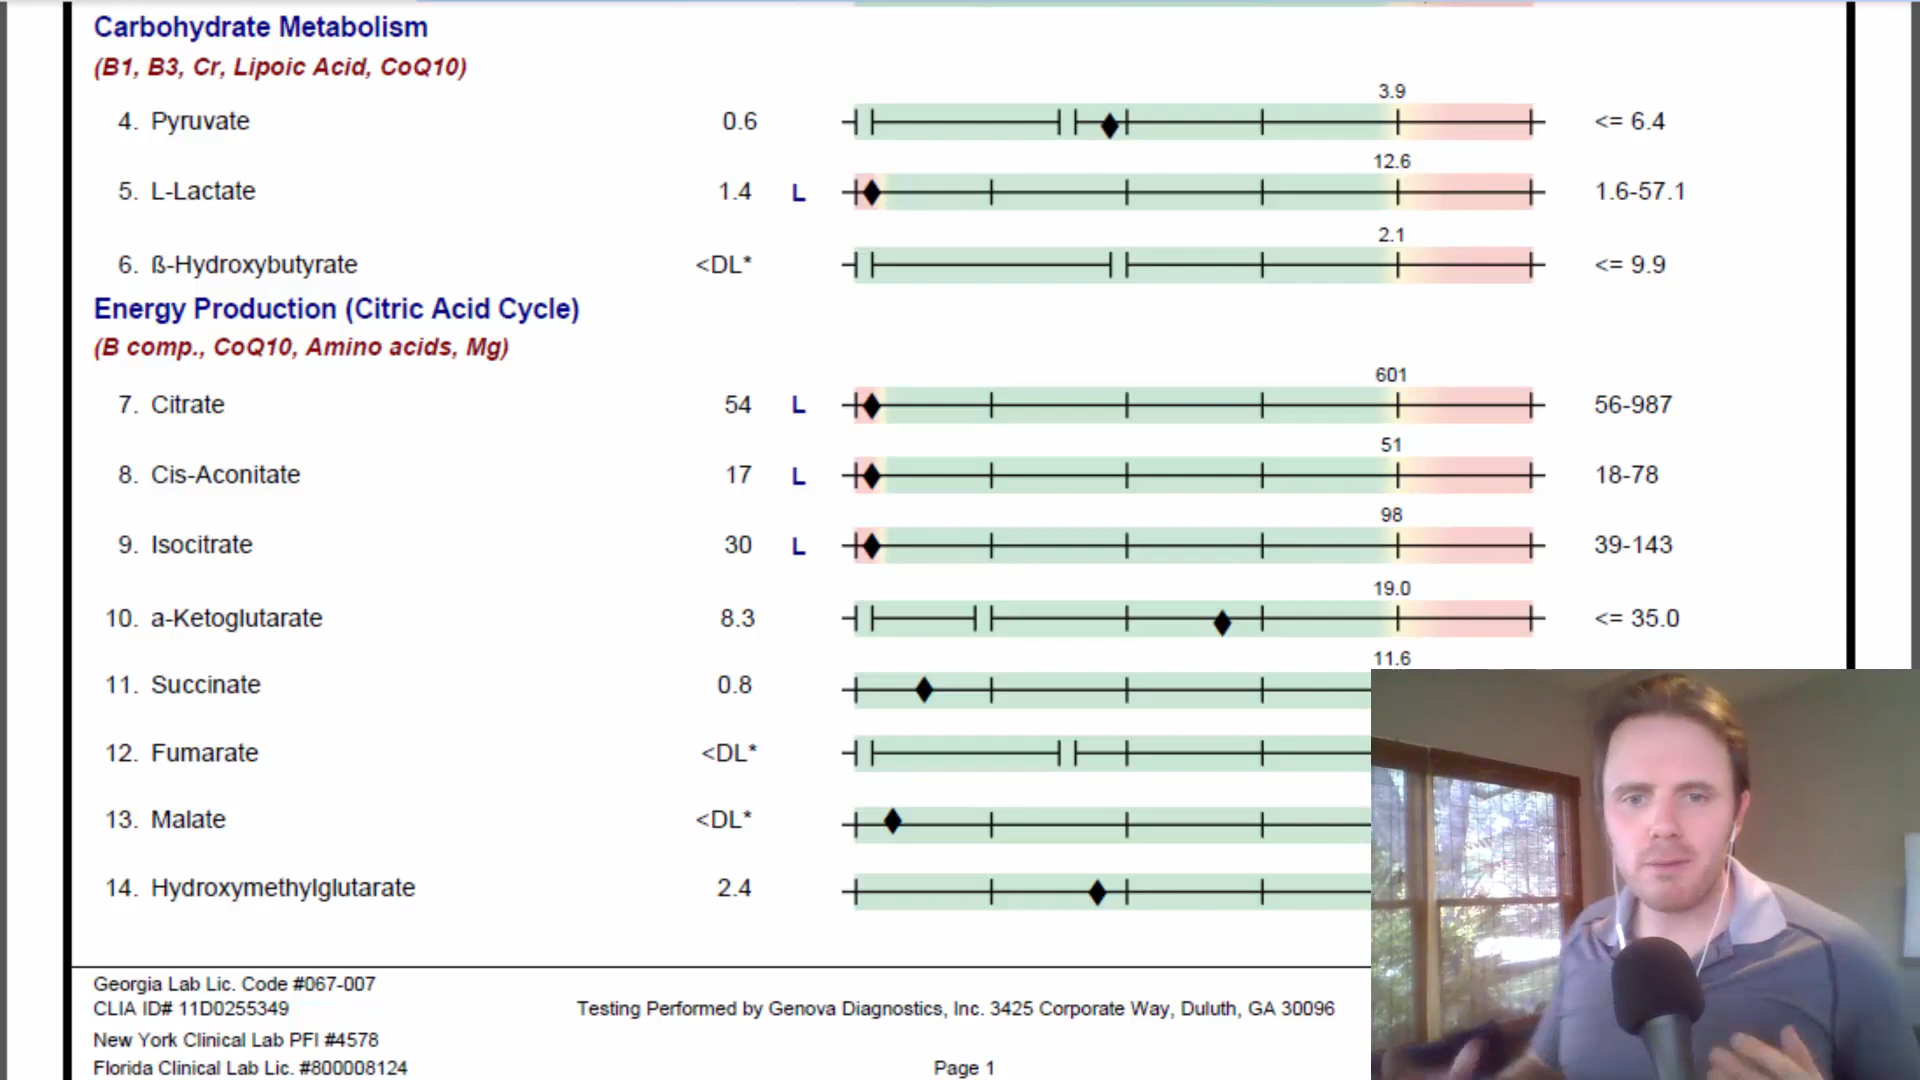 Carbohydrate Metabolism
(B1, B3, Cr, Lipoic Acid, CoQ10)
3.9
4. Pyruvate 0.6 <= 6.4
12.6
5. L-Lactate 1.4 L 1.6-57.1
2.1
6. ß-Hydroxybutyrate <DL* <= 9.9
Energy Production (Citric Acid Cycle)
(B comp., CoQ10, Amino acids, Mg)
601
7. Citrate 54 L 56-987
51
8. Cis-Aconitate 17 L 18-78
98
9. Isocitrate 30 L 39-143
19.0
10. a-Ketoglutarate 8.3 <= 35.0
11.6
11. Succinate 0.8
12. Fumarate <DL*
13. Malate <DL*
14. Hydroxymethylglutarate 2.4
Georgia Lab Lic. Code #067-007
CLIA ID# 11D0255349 Testing Performed by Genova Diagnostics, Inc. 3425 Corporate Way, Duluth, GA 30096
New York Clinical Lab PFI #4578
Florida Clinical Lab Lic. #800008124 Page 1